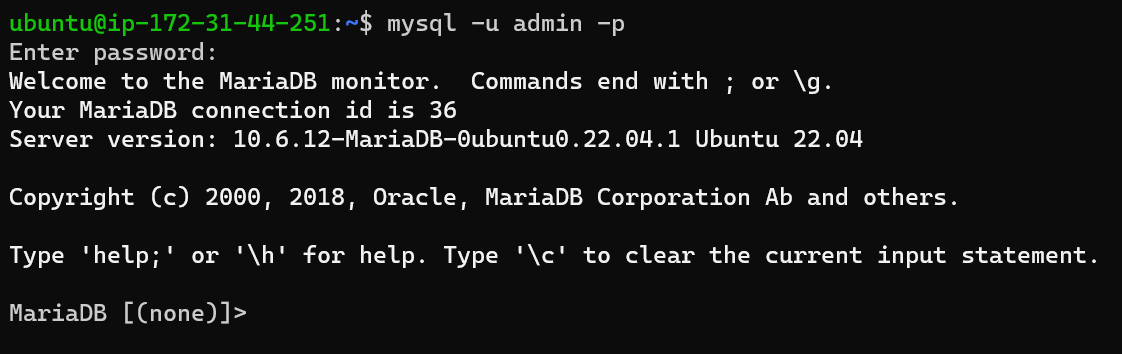 ubuntu@ip-172-31-44-251:~$ mysql -u admin -p
Enter password:
Welcome to the MariaDB monitor.  Commands end with ; or \g.
Your MariaDB connection id is 36
Server version: 10.6.12-MariaDB-0ubuntu0.22.04.1 Ubuntu 22.04
Copyright (c) 2000, 2018, Oracle, MariaDB Corporation Ab and others.
Type 'help;' or '\h' for help. Type '\c' to clear the current input statement.
MariaDB [(none)]>